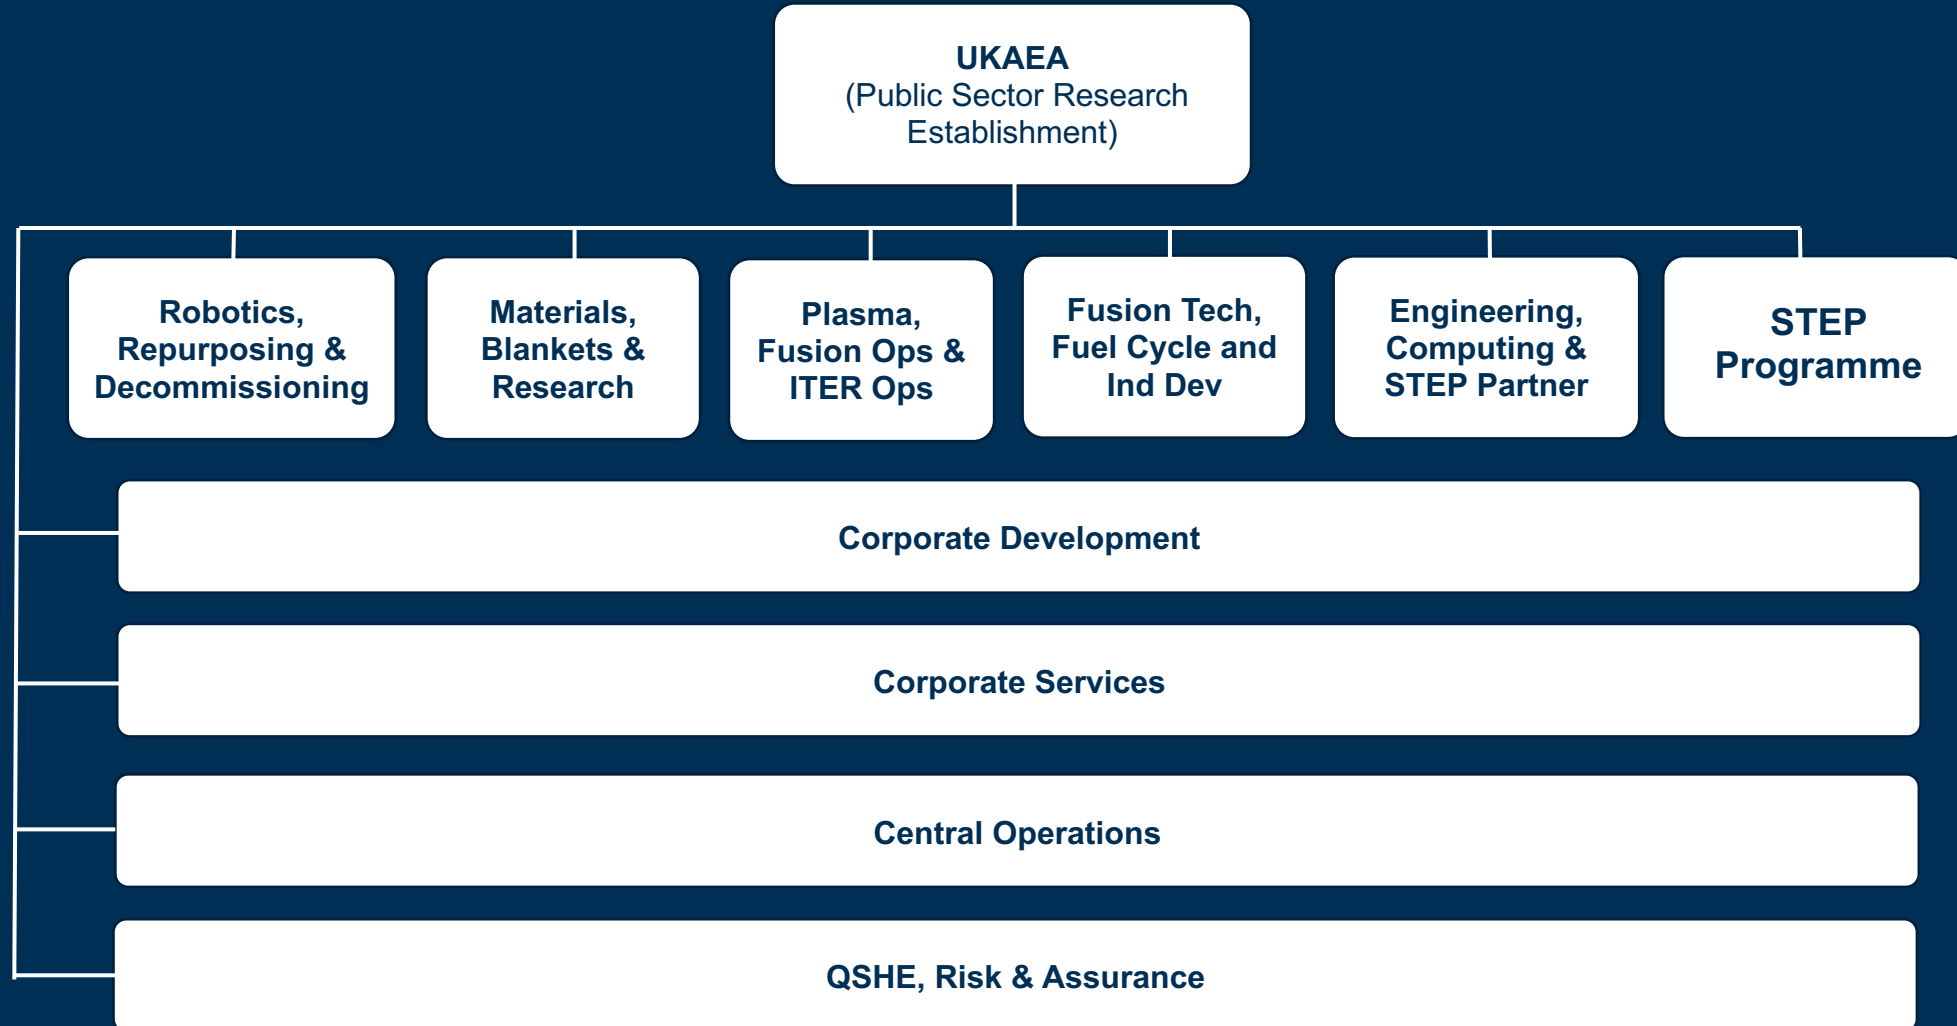 UKAEA
(Public Sector Research
Establishment)
Robotics,
Repurposing &
Decommissioning
Materials,
Blankets &
Research
Plasma,
Fusion Ops &
ITER Ops
Fusion Tech,
Fuel Cycle and
Ind Dev
Engineering,
Computing &
STEP Partner
STEP
Programme
Corporate Development
Corporate Services
Central Operations
QSHE, Risk & Assurance